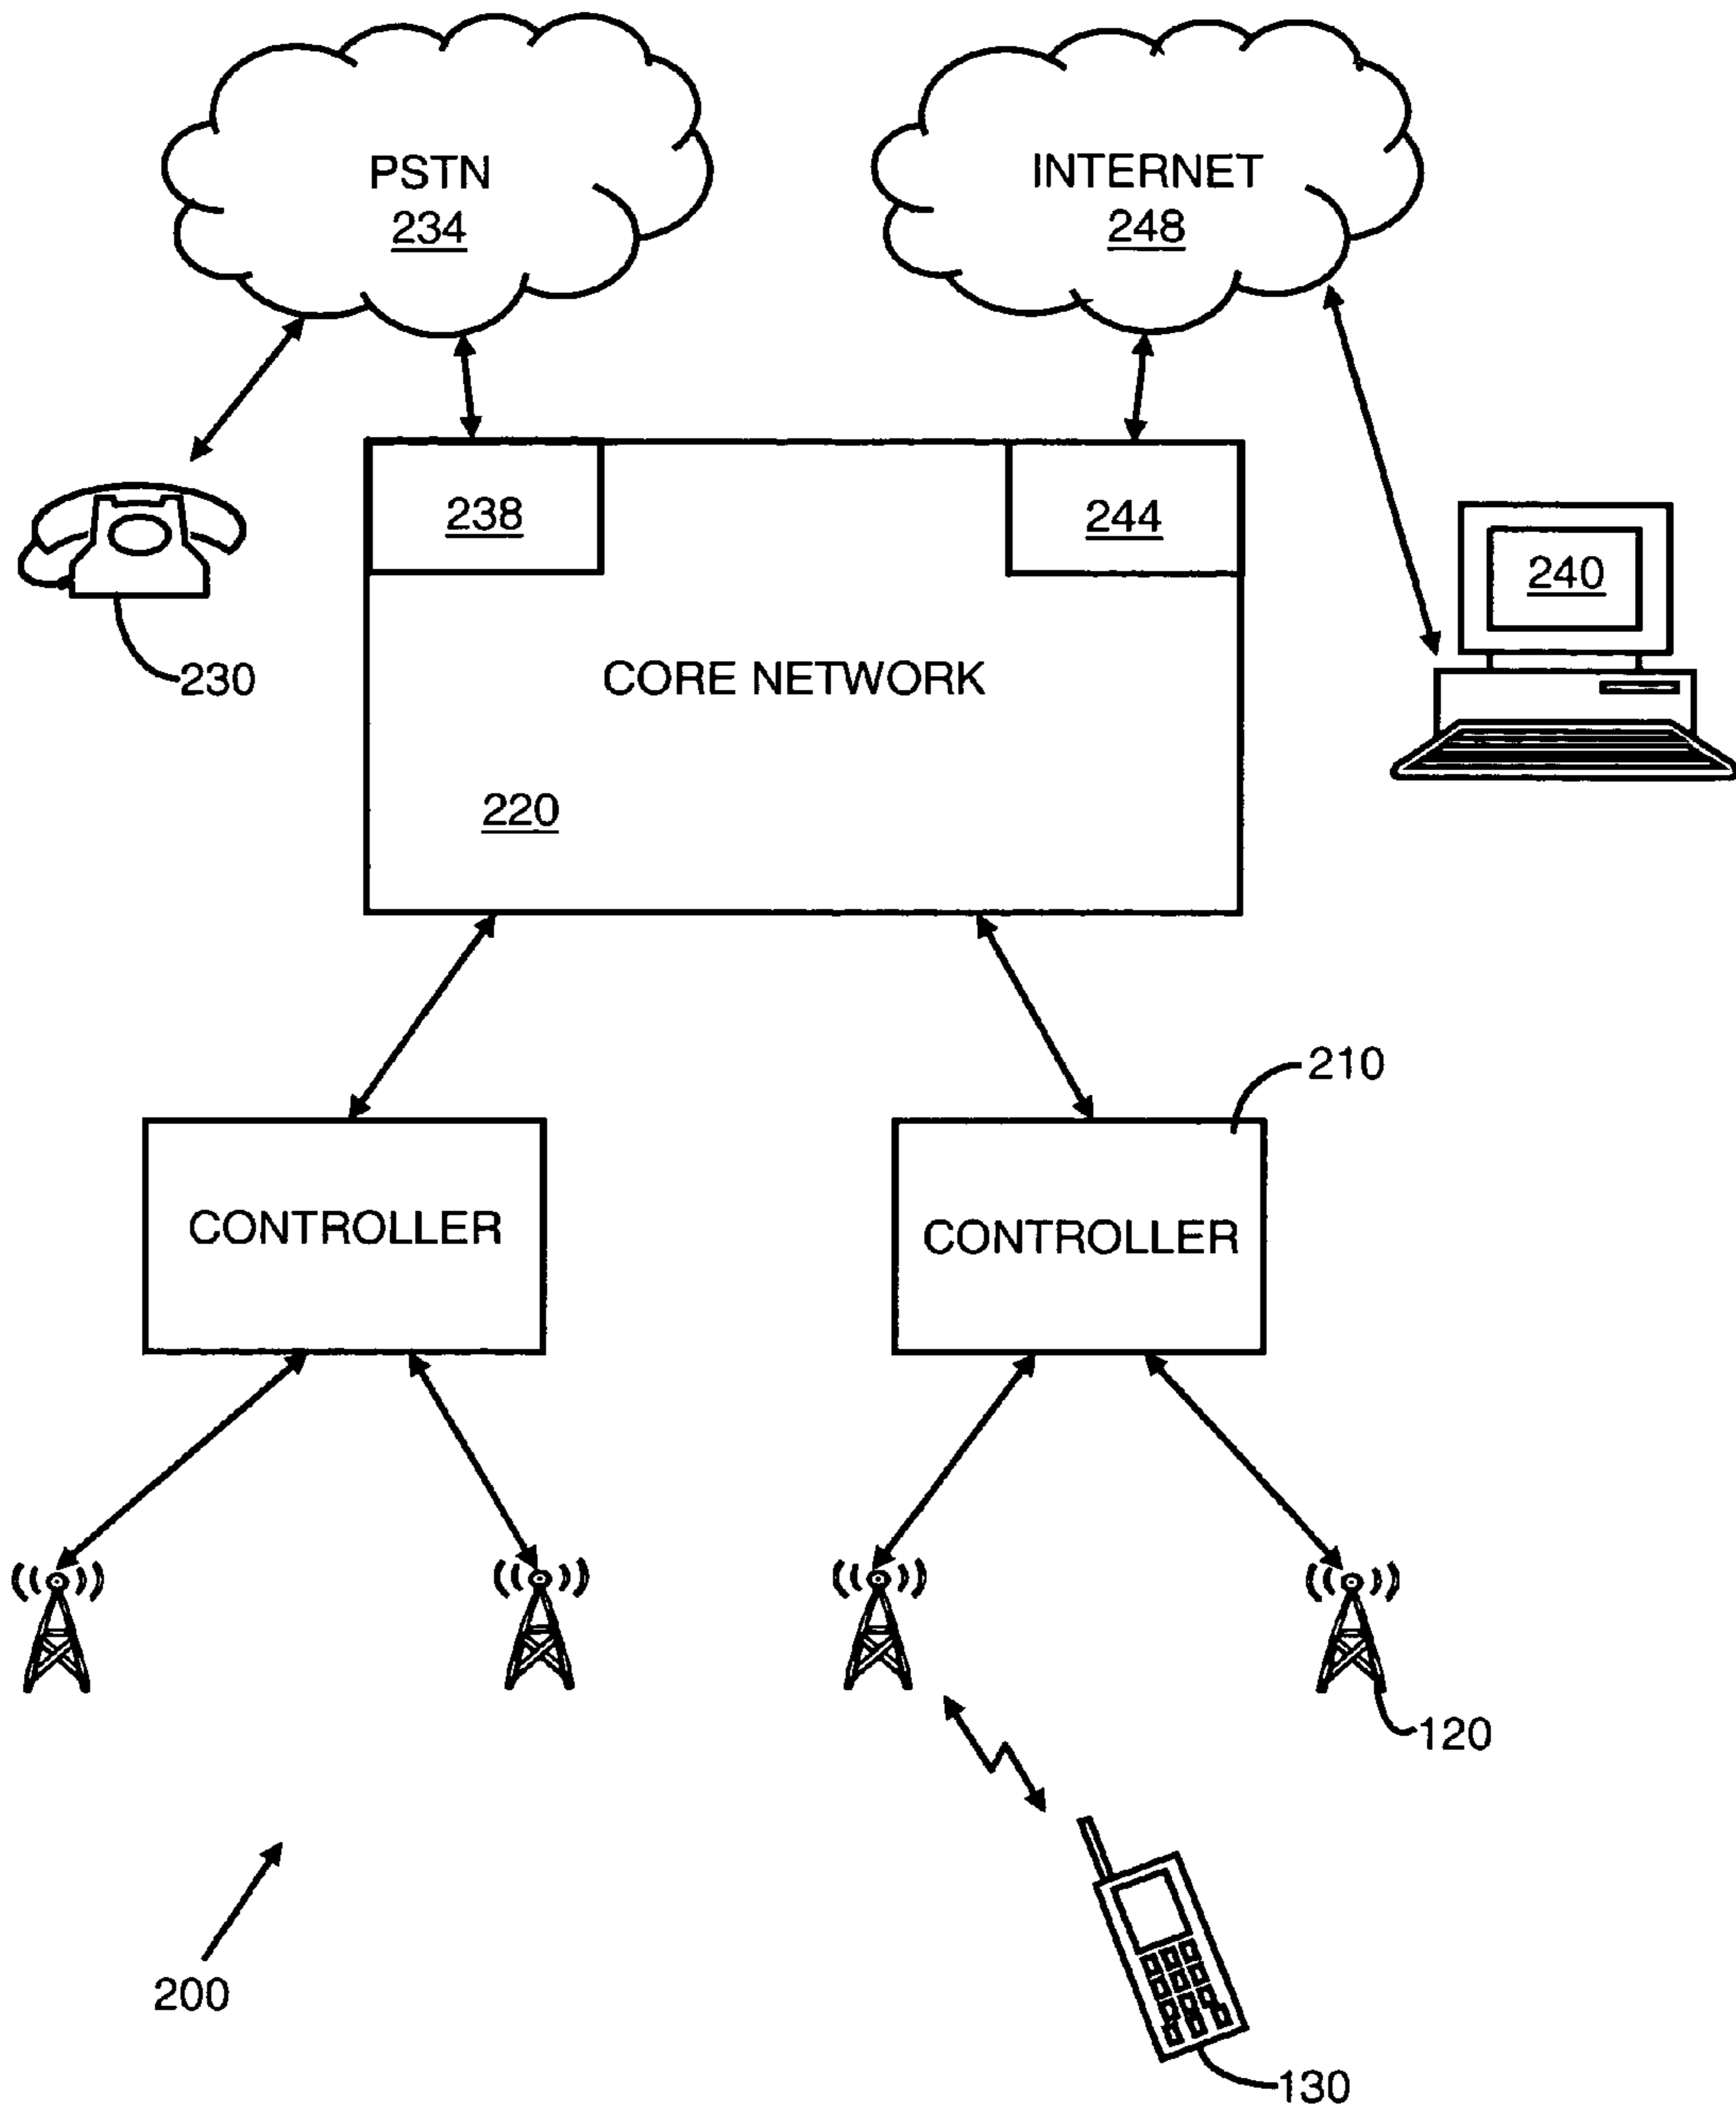 PSTN
234
INTERNET
248
238
244
240
230
CORE NETWORK
220
210
CONTROLLER
CONTROLLER
120
200
130